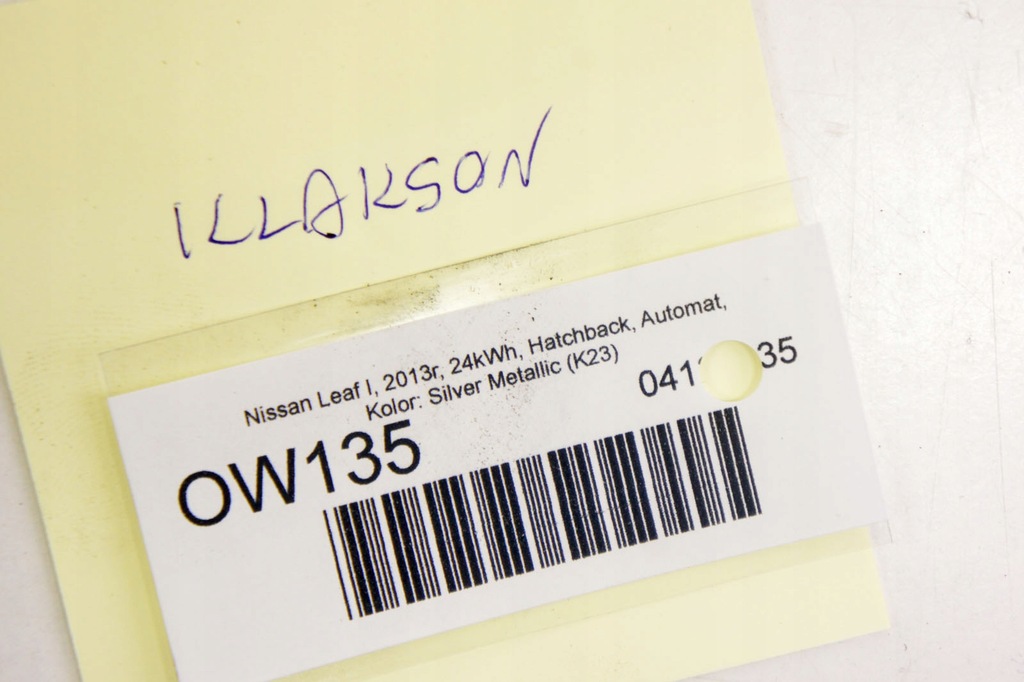 ILLAKSON
Nissan Leaf I, 2013r, 24kWh, Hatchback, Automat,
Kolor: Silver Metallic (K23)
OW135